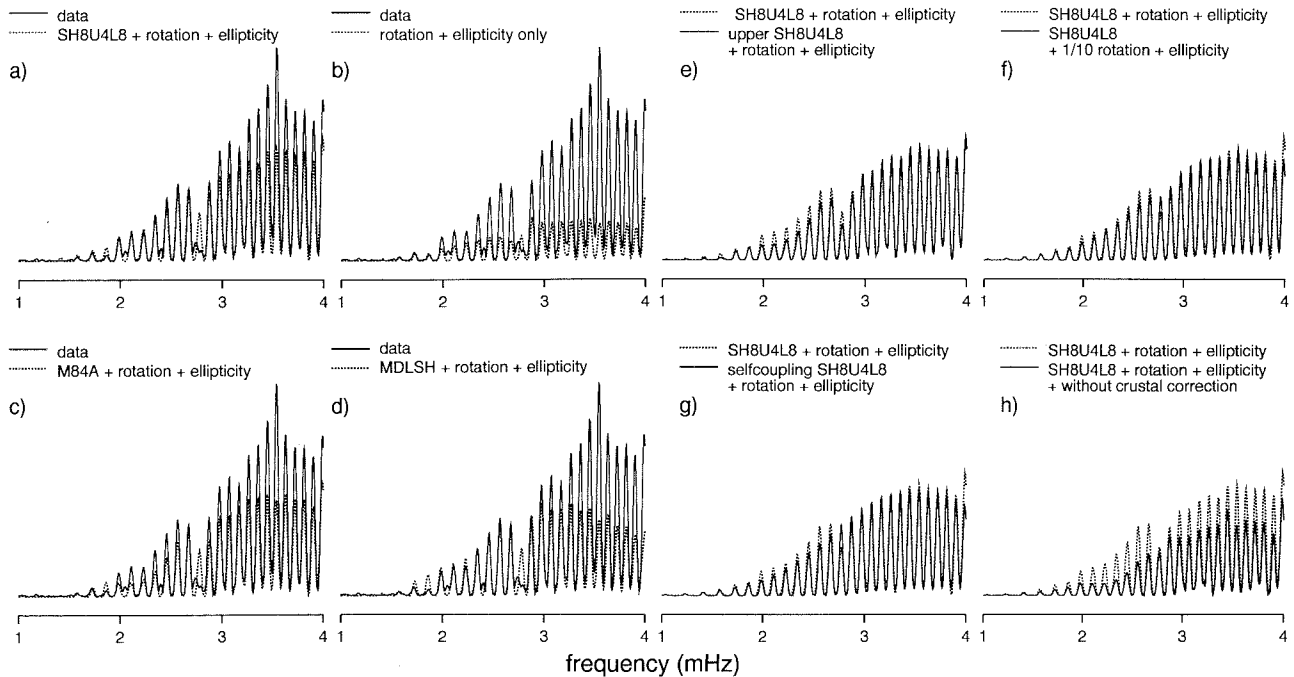 data
SH8U4L8 + rotation + ellipticity
a)
data
rotation + ellipticity only
b)
SH8U4L8 + rotation + ellipticity
upper SH8U4L8
+ rotation + ellipticity
e)
SH8U4L8 + rotation + ellipticity
SH8U4L8
+ 1/10 rotation + ellipticity
f)
1 2 3 4
1 2 3 4
1 2 3 4
1 2 3 4
data
M84A + rotation + ellipticity
c)
data
MDLSH + rotation + ellipticity
d)
SH8U4L8 + rotation + ellipticity
selfcoupling SH8U4L8
+ rotation + ellipticity
g)
SH8U4L8 + rotation + ellipticity
SH8U4L8 + rotation + ellipticity
+ without crustal correction
h)
1 2 3 4
1 2 3 4
1 2 3 4
1 2 3 4
frequency (mHz)